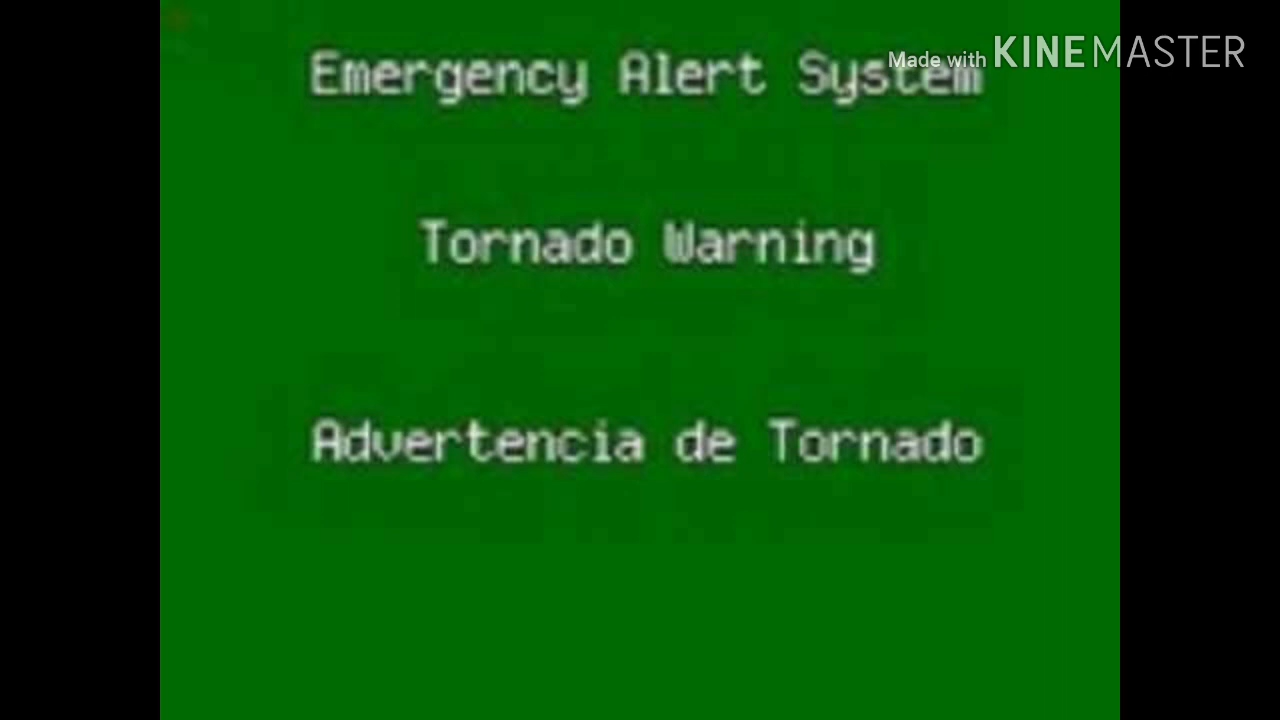 Made with KINEMASTER
Emergency Alert System
Tornado Warning
Advertencia de Tornado